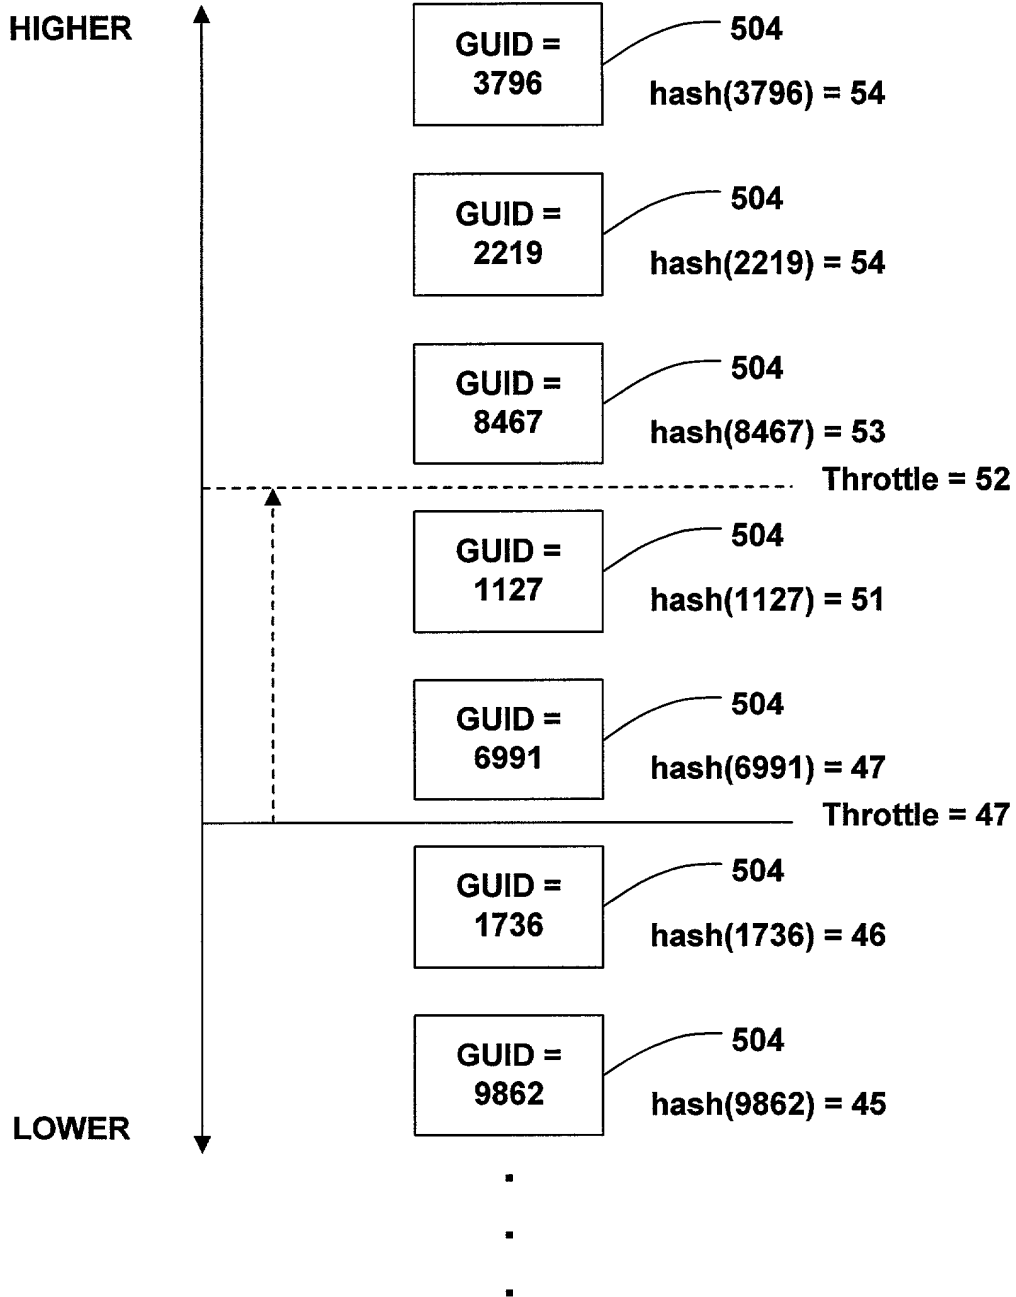 HIGHER
GUID =
3796
504
hash(3796) = 54
GUID =
2219
504
hash(2219) = 54
GUID =
8467
504
hash(8467) = 53
Throttle = 52
GUID =
1127
504
hash(1127) = 51
GUID =
6991
504
hash(6991) = 47
Throttle = 47
GUID =
1736
504
hash(1736) = 46
GUID =
9862
504
hash(9862) = 45
LOWER